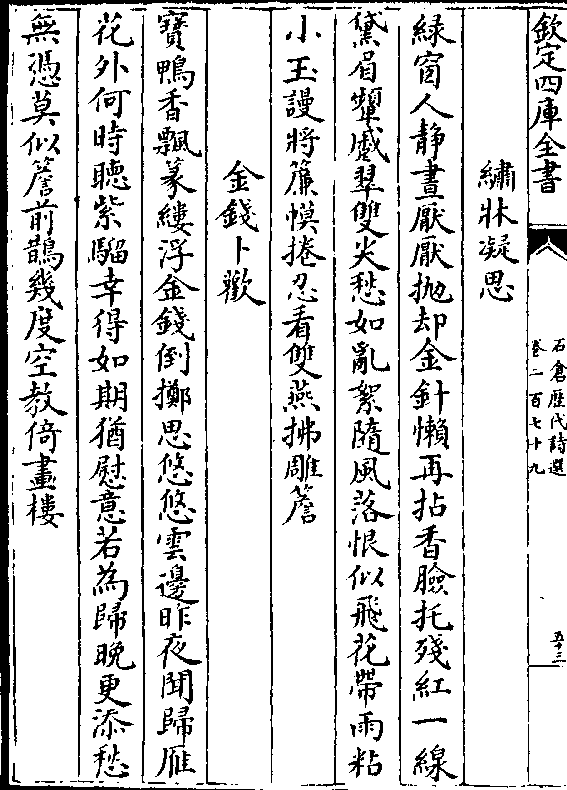 欽定四庫全書
石倉歷代詩選
卷二百七十九
五十三
繡牀凝思
綠窗人静晝厭厭抛却金針懶再拈香臉托殘紅一線
黛眉顰蹙翠雙尖愁如亂絮隨風落恨似飛花帶雨粘
小玉謾將簾幙捲忍看雙燕拂雕簷
金錢卜歡
寳鴨香飄篆縷浮金錢倒擲思悠悠雲邊昨夜聞歸雁
花外何時聴紫騮幸得如期猶慰意若為歸晚更添愁
無憑莫似簷前鵲幾度空教倚畫樓